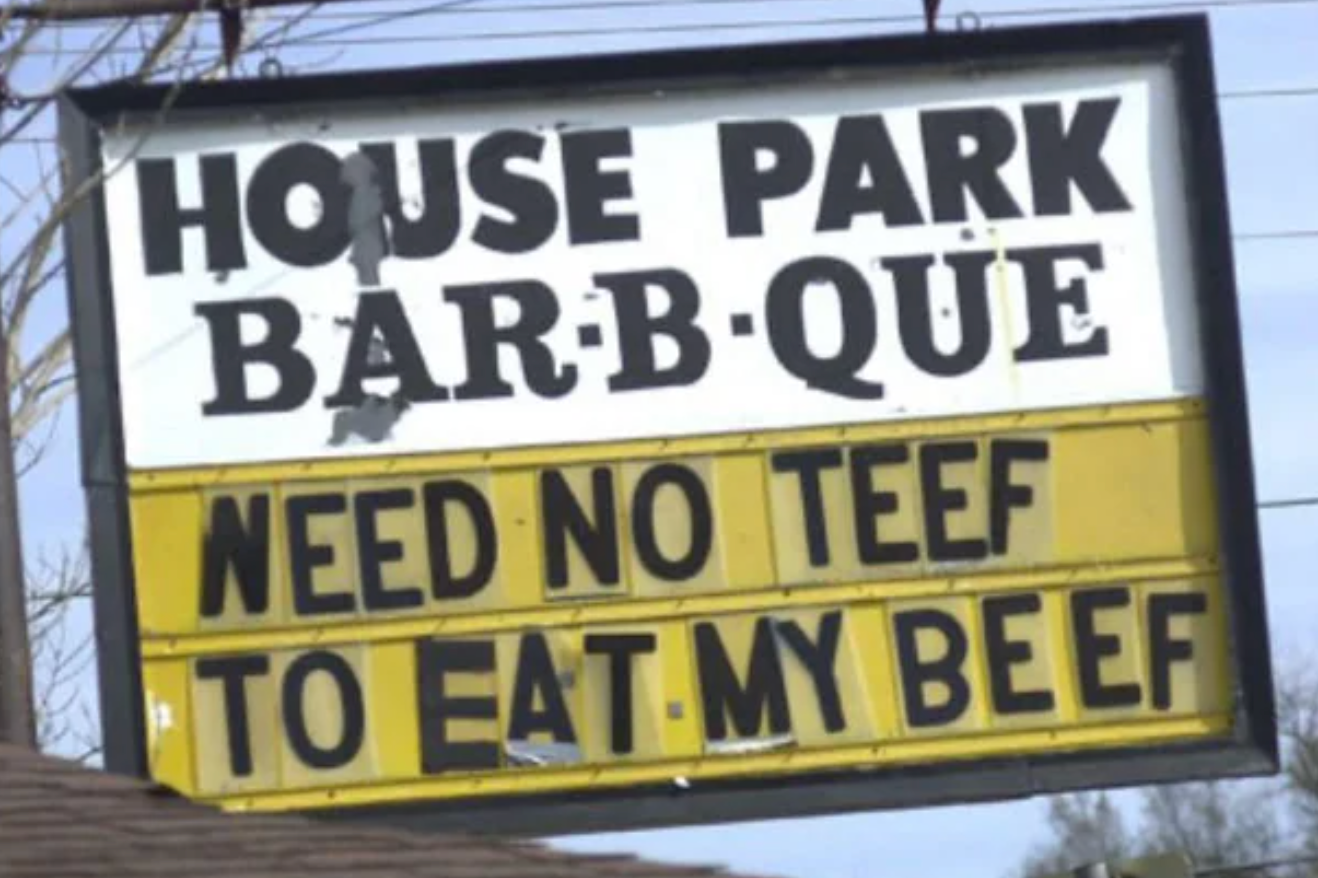 HOUSE PARK
BAR·B·QUE
NEED NO TEEF
TO EAT MY BEEF